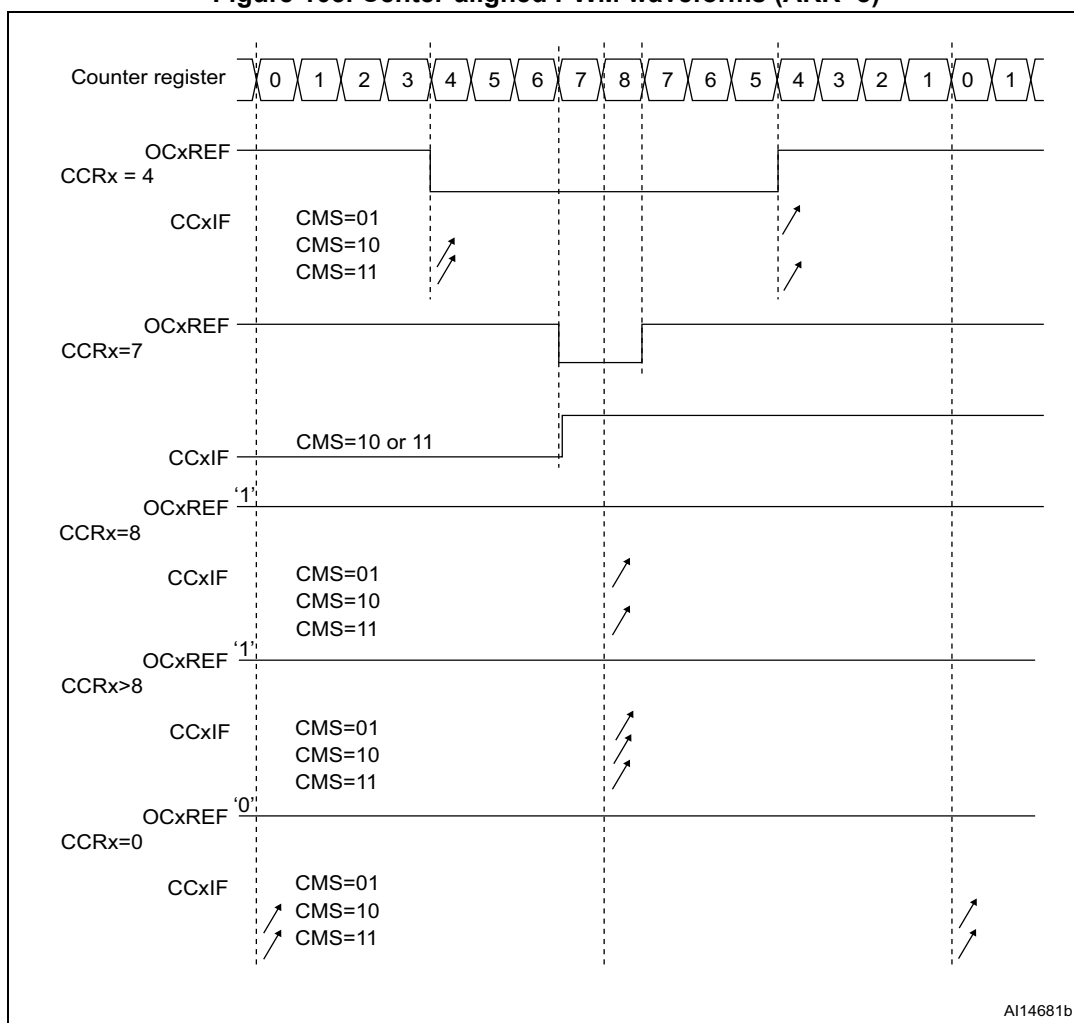 Counter register 0 1 2 3 4 5 6 7 8 7 6 5 4 3 2 1 0 1
OCxREF
CCRx = 4
CCxIF
CMS=01
CMS=10
CMS=11
OCxREF
CCRx=7
CMS=10 or 11
CCxIF
OCxREF '1'
CCRx=8
CCxIF
CMS=01
CMS=10
CMS=11
OCxREF '1'
CCRx>8
CCxIF
CMS=01
CMS=10
CMS=11
OCxREF '0'
CCRx=0
CCxIF
CMS=01
CMS=10
CMS=11
AI14681b